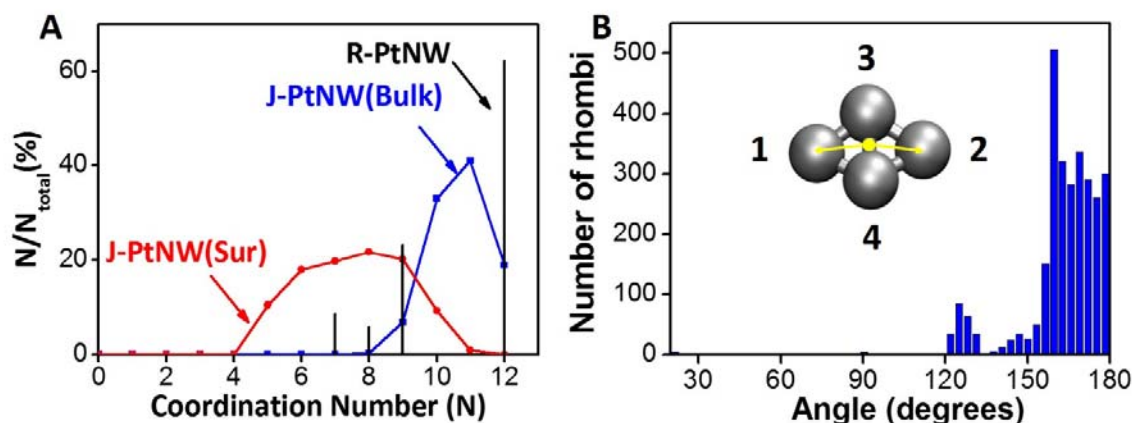 A
R-PtNW
J-PtNW(Bulk)
J-PtNW(Sur)
N/N_total(%)
60
40
20
0
0 2 4 6 8 10 12
Coordination Number (N)
B
3
1 2
4
Number of rhombi
500
400
300
200
100
0
30 60 90 120 150 180
Angle (degrees)